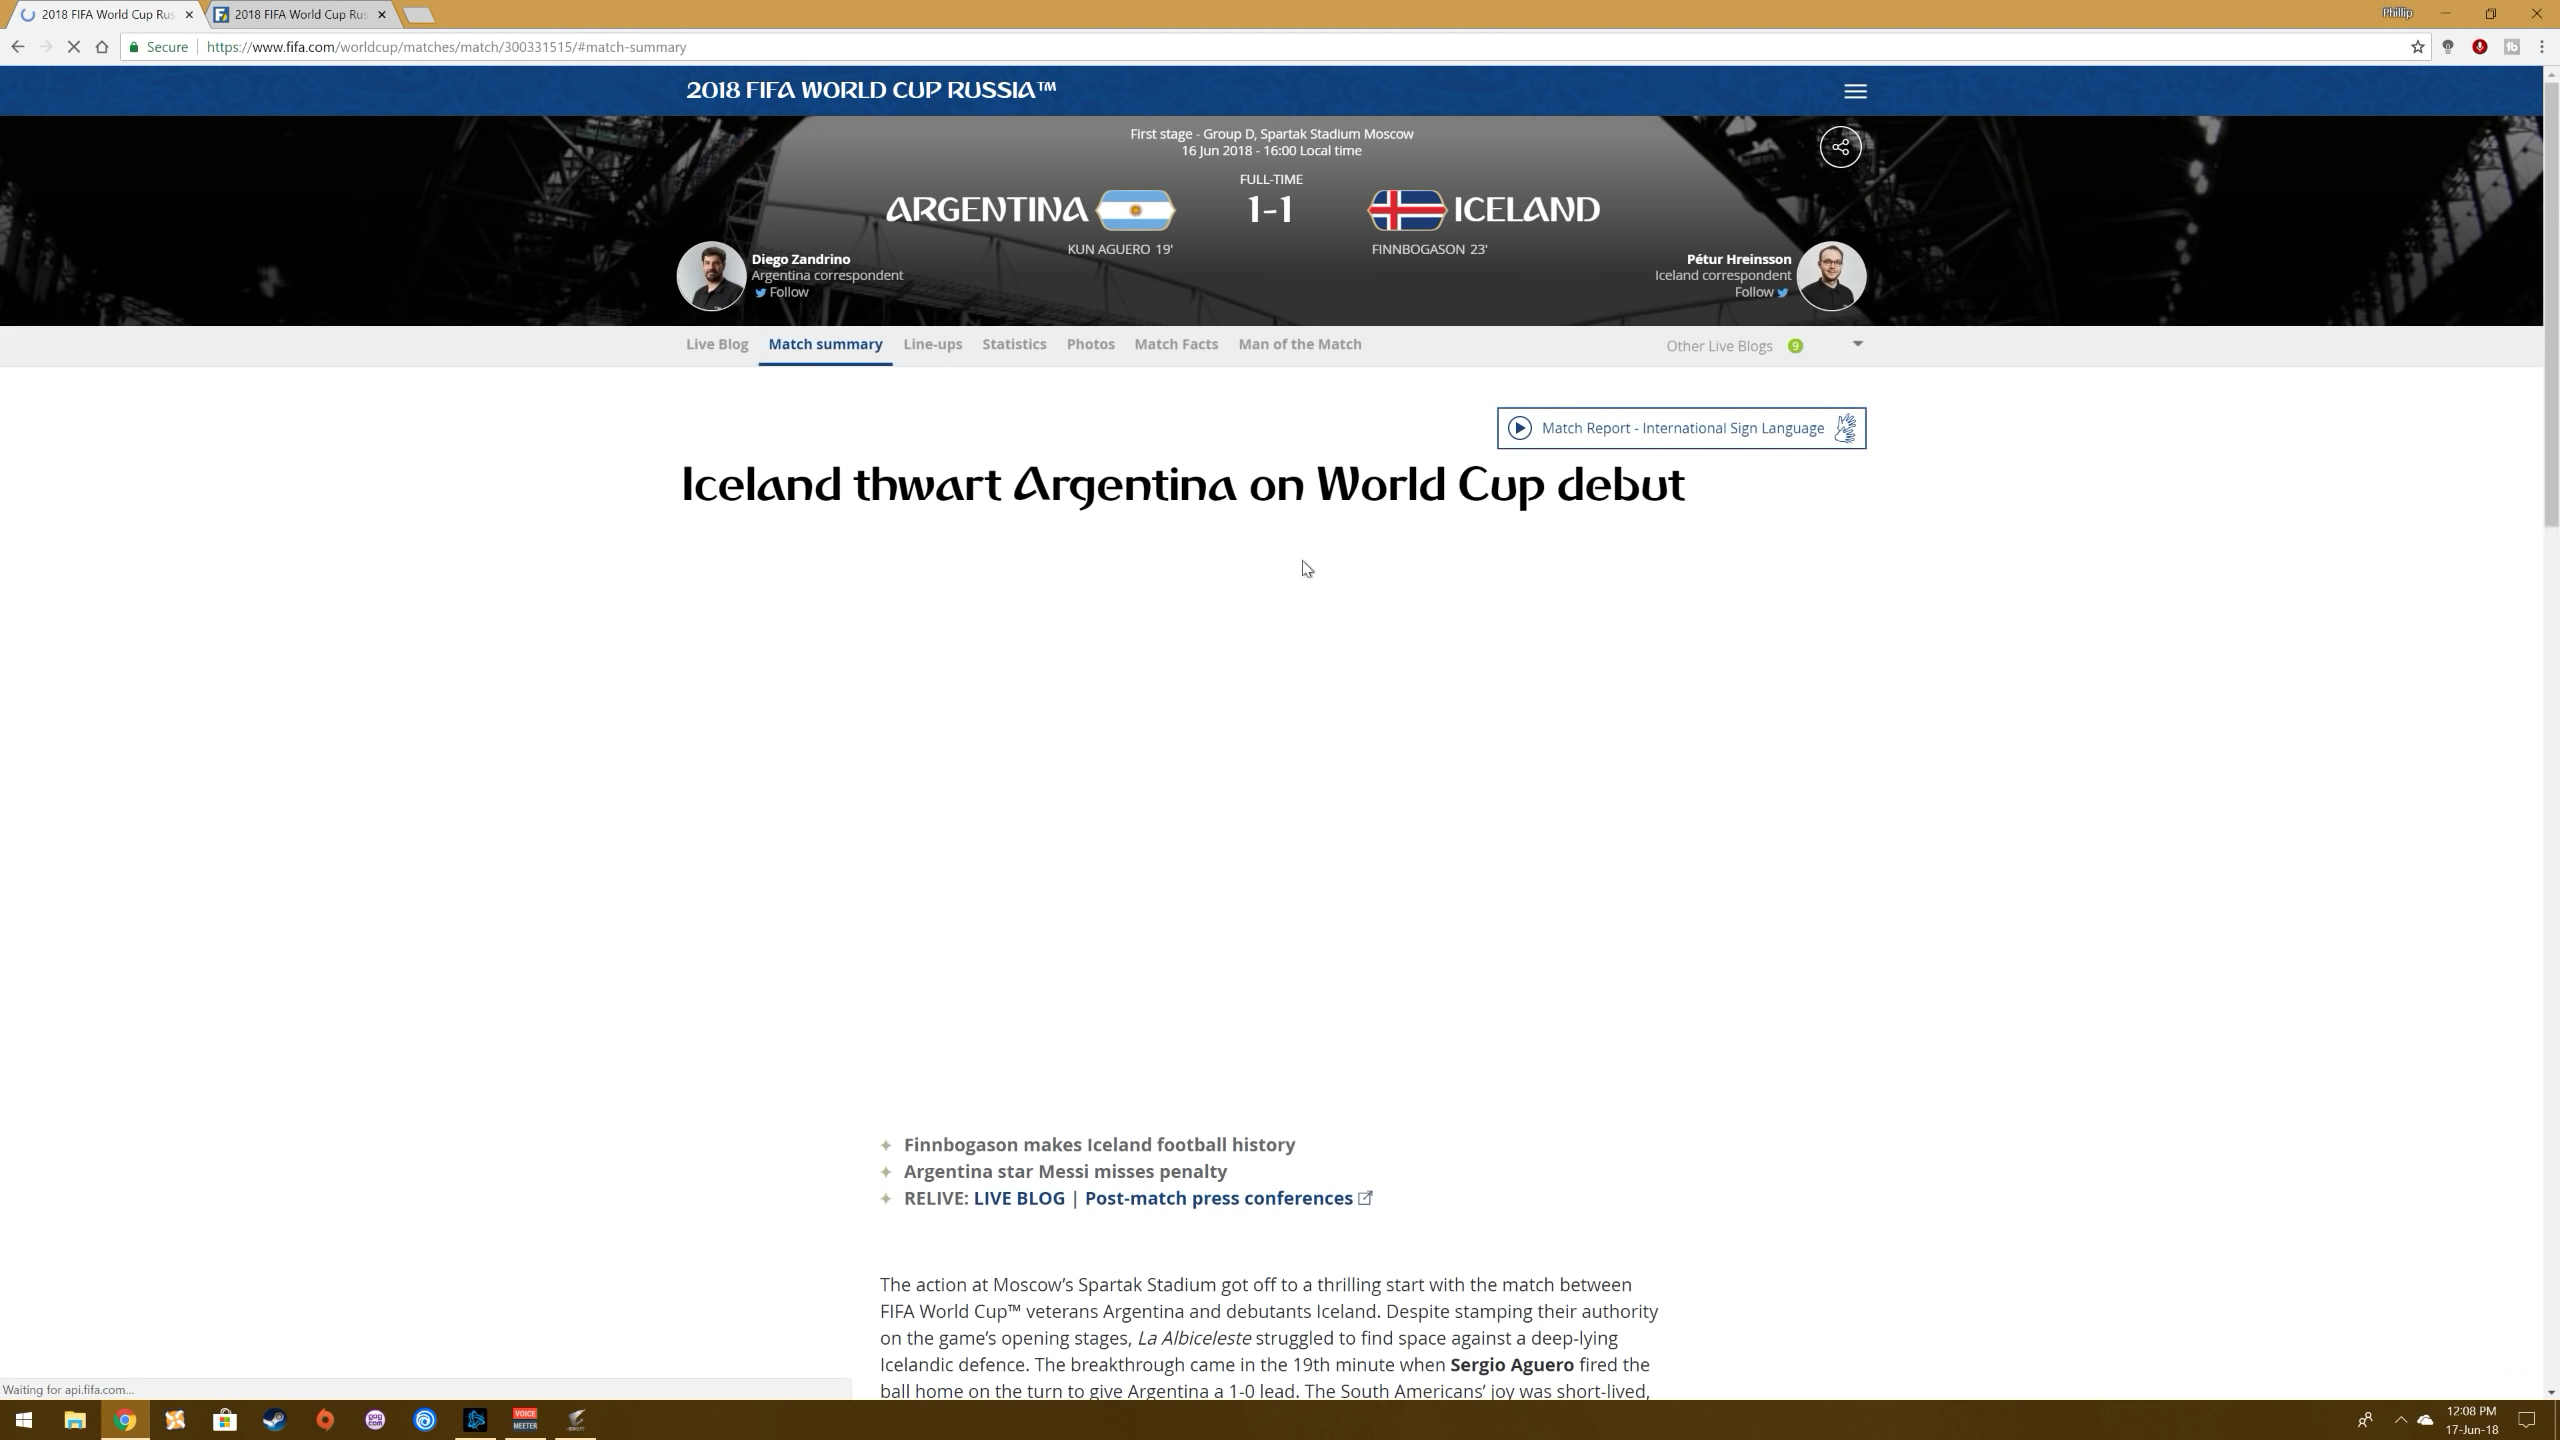 2018 FIFA World Cup Rus
2018 FIFA World Cup Rus
Phillip
Secure
https://www.fifa.com/worldcup/matches/match/300331515/#match-summary
2018 FIFA WORLD CUP RUSSIA™
First stage - Group D, Spartak Stadium Moscow
16 Jun 2018 - 16:00 Local time
FULL-TIME
ARGENTINA 1-1 ICELAND
KUN AGUERO 19'
FINNBOGASON 23'
Diego Zandrino
Argentina correspondent
Follow
Pétur Hreinsson
Iceland correspondent
Follow
Live Blog Match summary Line-ups Statistics Photos Match Facts Man of the Match
Other Live Blogs 9
Match Report - International Sign Language
Iceland thwart Argentina on World Cup debut
Finnbogason makes Iceland football history
Argentina star Messi misses penalty
RELIVE: LIVE BLOG | Post-match press conferences
The action at Moscow’s Spartak Stadium got off to a thrilling start with the match between
FIFA World Cup™ veterans Argentina and debutants Iceland. Despite stamping their authority
on the game’s opening stages, La Albiceleste struggled to find space against a deep-lying
Icelandic defence. The breakthrough came in the 19th minute when Sergio Aguero fired the
ball home on the turn to give Argentina a 1-0 lead. The South Americans’ joy was short-lived,
Waiting for api.fifa.com...
VOICE
MEETER
12:08 PM
17-Jun-18